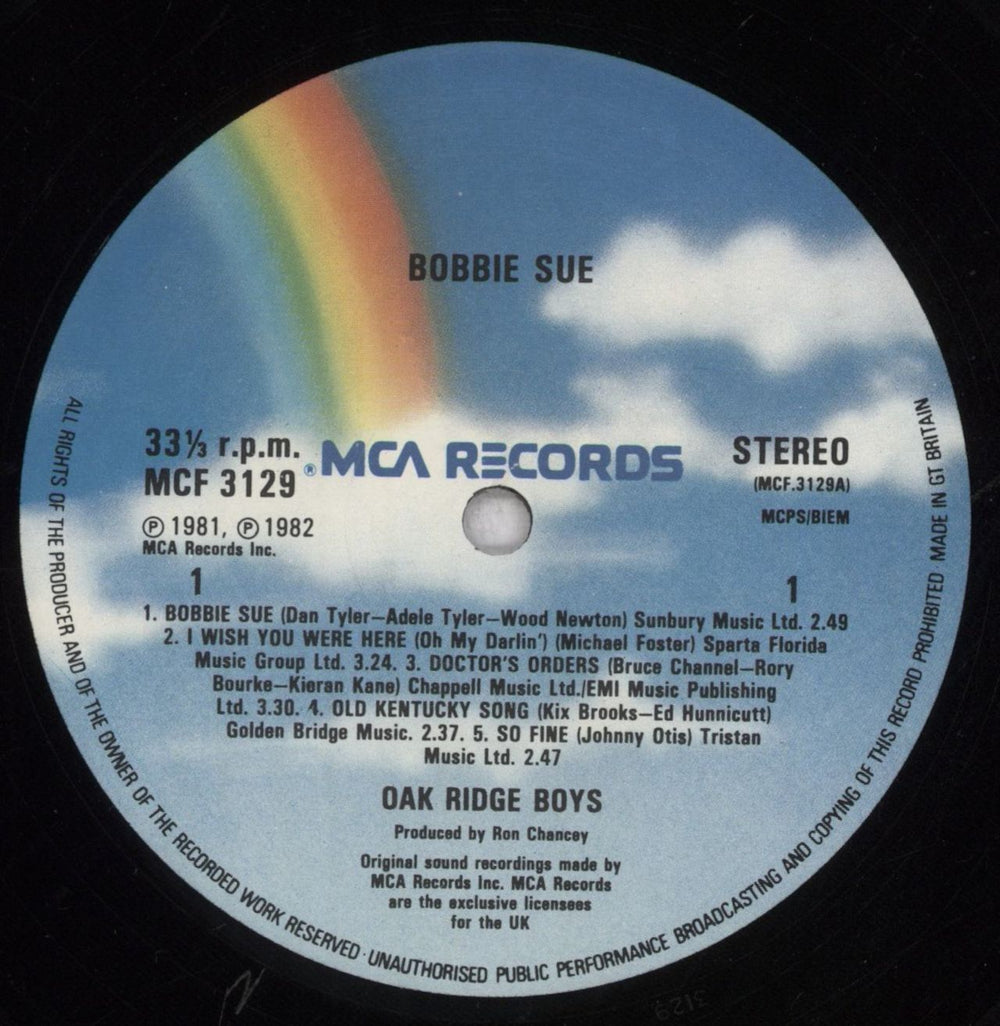 BOBBIE SUE
33⅓ r.p.m.
MCF 3129
® MCA RECORDS
STEREO
(MCF.3129A)
MCPS/BIEM
Ⓟ 1981, Ⓟ 1982
MCA Records Inc.
1
1
1. BOBBIE SUE (Dan Tyler–Adele Tyler–Wood Newton) Sunbury Music Ltd. 2.49
2. I WISH YOU WERE HERE (Oh My Darlin') (Michael Foster) Sparta Florida
Music Group Ltd. 3.24. 3. DOCTOR'S ORDERS (Bruce Channel–Rory
Bourke–Kieran Kane) Chappell Music Ltd./EMI Music Publishing
Ltd. 3.30. 4. OLD KENTUCKY SONG (Kix Brooks–Ed Hunnicutt)
Golden Bridge Music. 2.37. 5. SO FINE (Johnny Otis) Tristan
Music Ltd. 2.47
OAK RIDGE BOYS
Produced by Ron Chancey
Original sound recordings made by
MCA Records Inc. MCA Records
are the exclusive licensees
for the UK
ALL RIGHTS OF THE PRODUCER AND OF THE OWNER OF THE RECORDED WORK RESERVED · UNAUTHORISED PUBLIC PERFORMANCE BROADCASTING AND COPYING OF THIS RECORD PROHIBITED MADE IN GT BRITAIN